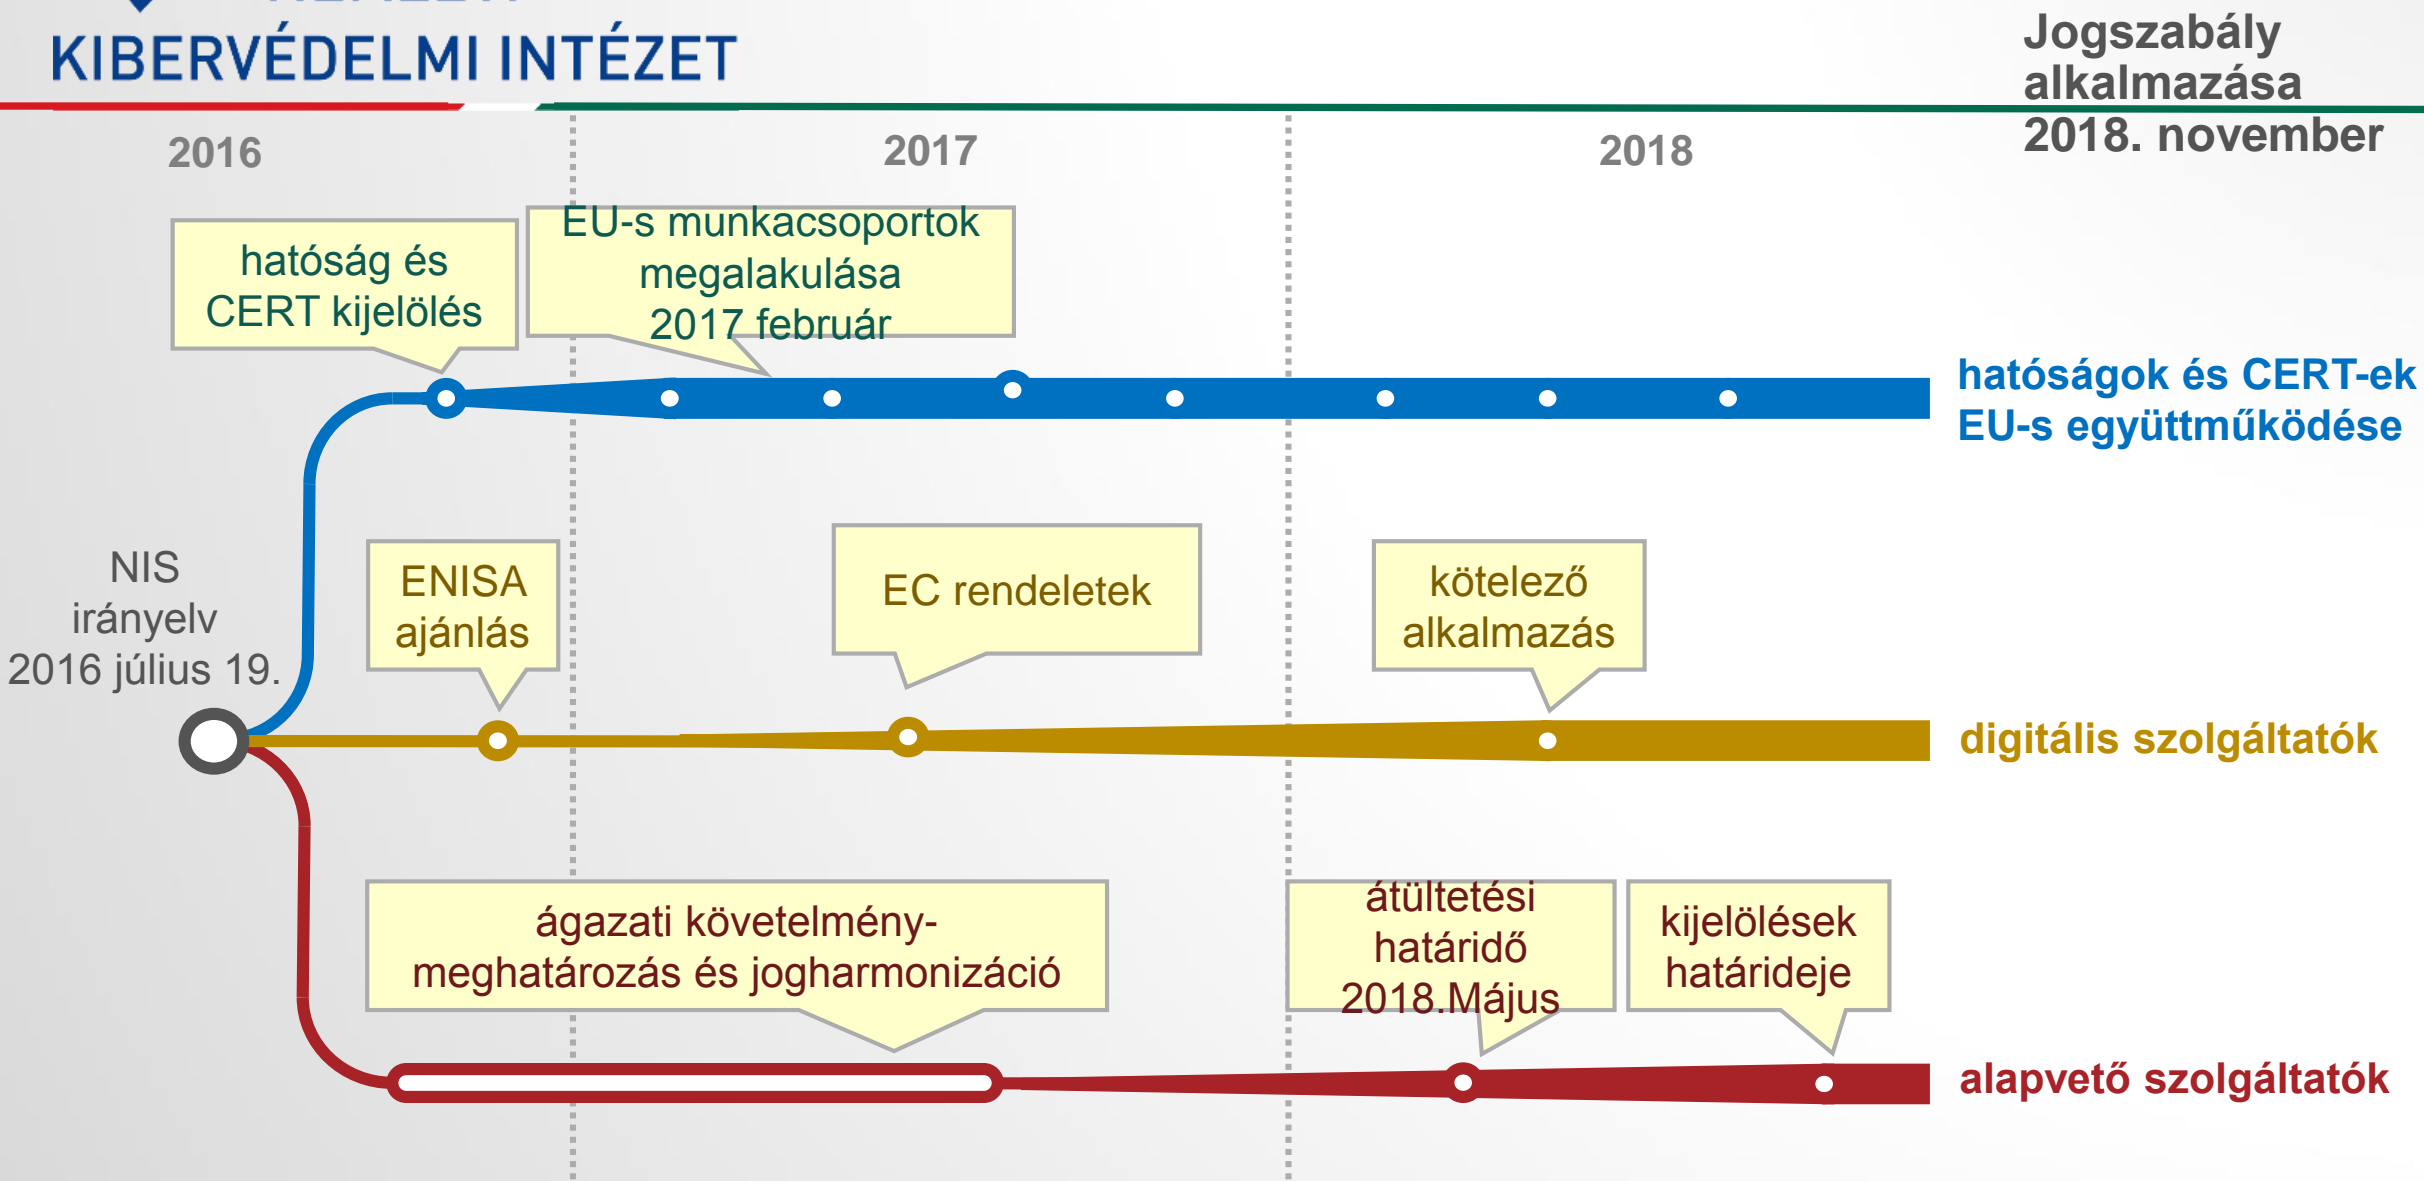 KIBERVÉDELMI INTÉZET
Jogszabály
alkalmazása
2018. november
2016
2017
2018
hatóság és
CERT kijelölés
EU-s munkacsoportok
megalakulása
2017 február
hatóságok és CERT-ek
EU-s együttműködése
NIS
irányelv
2016 július 19.
ENISA
ajánlás
EC rendeletek
kötelező
alkalmazás
digitális szolgáltatók
ágazati követelmény-
meghatározás és jogharmonizáció
átültetési
határidő
2018.Május
kijelölések
határideje
alapvető szolgáltatók